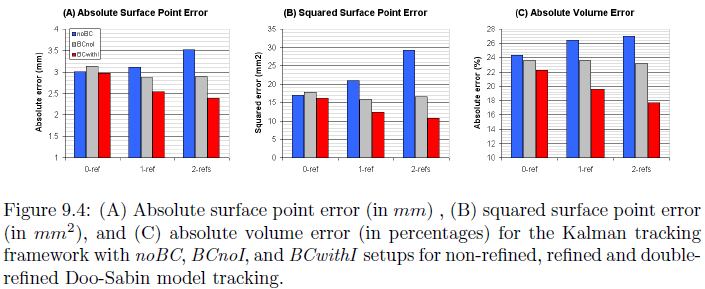 (A) Absolute Surface Point Error
Absolute error (mm)
4
3.5
3
2.5
2
1.5
1
noBC
BCnoI
BCwithI
0-ref
1-ref
2-refs
(B) Squared Surface Point Error
Squared error (mm2)
35
30
25
20
15
10
5
0
0-ref
1-ref
2-refs
(C) Absolute Volume Error
Absolute error (%)
28
26
24
22
20
18
16
14
12
10
0-ref
1-ref
2-refs
Figure 9.4: (A) Absolute surface point error (in mm) , (B) squared surface point error
(in mm²), and (C) absolute volume error (in percentages) for the Kalman tracking
framework with noBC, BCnoI, and BCwithI setups for non-refined, refined and double-
refined Doo-Sabin model tracking.